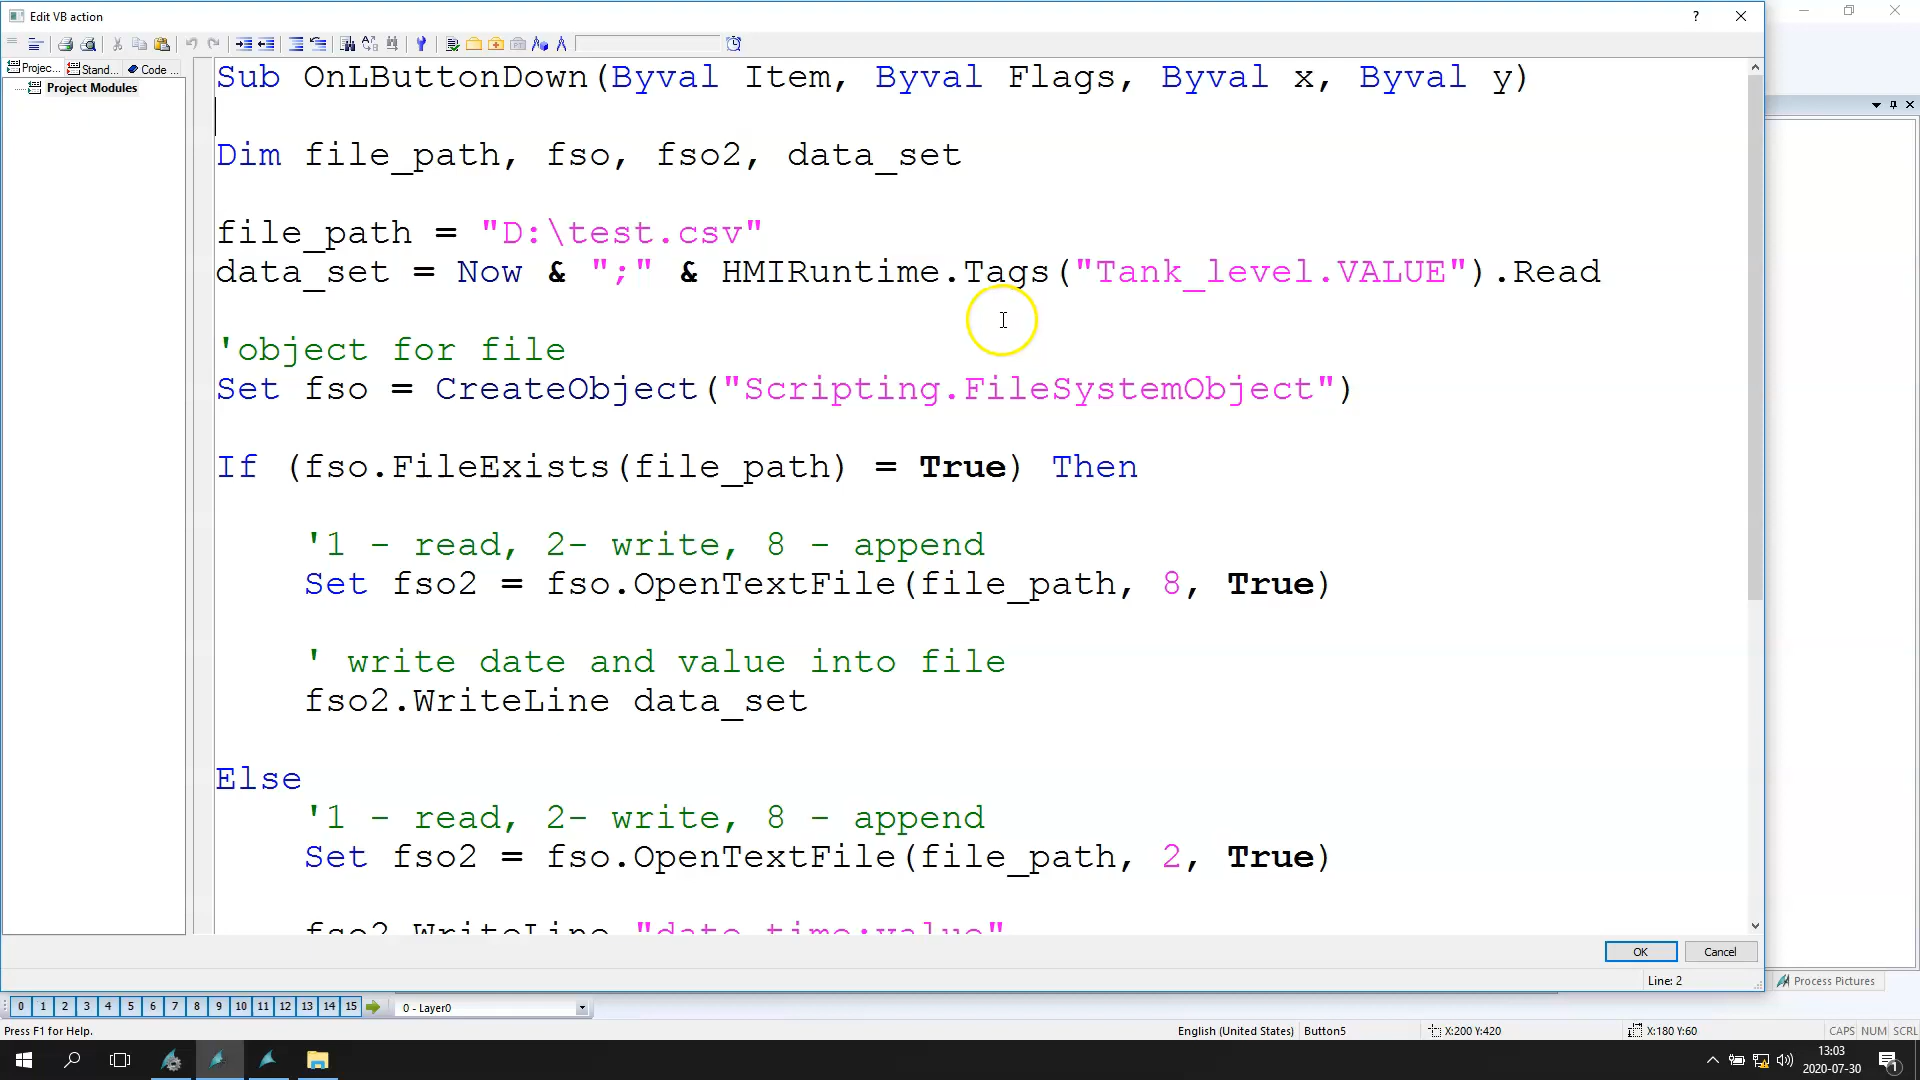 Edit VB action
?
Projec...
Stand...
Code ...
Project Modules
Sub OnLButtonDown(Byval Item, Byval Flags, Byval x, Byval y)
Dim file_path, fso, fso2, data_set
file_path = "D:\test.csv"
data_set = Now & ";" & HMIRuntime.Tags("Tank_level.VALUE").Read
'object for file
Set fso = CreateObject("Scripting.FileSystemObject")
If (fso.FileExists(file_path) = True) Then
'1 - read, 2- write, 8 - append
Set fso2 = fso.OpenTextFile(file_path, 8, True)
' write date and value into file
fso2.WriteLine data_set
Else
'1 - read, 2- write, 8 - append
Set fso2 = fso.OpenTextFile(file_path, 2, True)
fso2.WriteLine "date time;value"
OK
Cancel
Line: 2
Process Pictures
0 1 2 3 4 5 6 7 8 9 10 11 12 13 14 15
0 - Layer0
Press F1 for Help.
English (United States)
Button5
X:200 Y:420
X:180 Y:60
CAPS NUM SCRL
13:03
2020-07-30
1